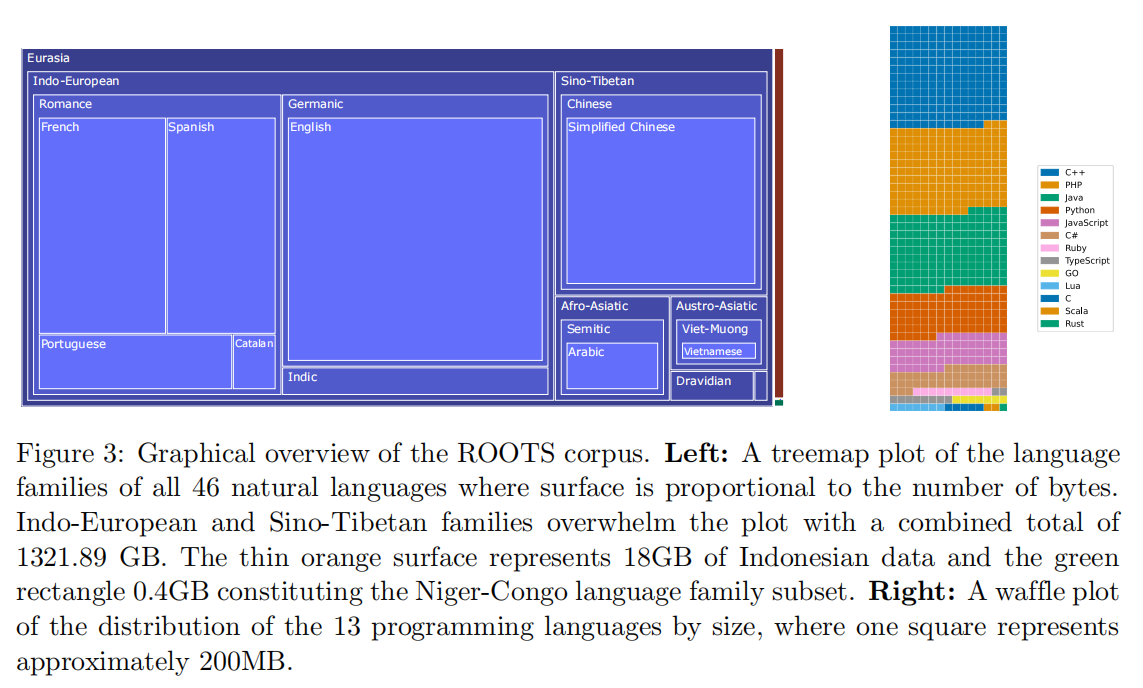 Eurasia
Indo-European
Sino-Tibetan
Romance
Germanic
Chinese
French
Spanish
English
Simplified Chinese
Portuguese
Catalan
Indic
Afro-Asiatic
Austro-Asiatic
Semitic
Viet-Muong
Arabic
Vietnamese
Dravidian
C++
PHP
Java
Python
JavaScript
C#
Ruby
TypeScript
GO
Lua
C
Scala
Rust
Figure 3: Graphical overview of the ROOTS corpus. Left: A treemap plot of the language
families of all 46 natural languages where surface is proportional to the number of bytes.
Indo-European and Sino-Tibetan families overwhelm the plot with a combined total of
1321.89 GB. The thin orange surface represents 18GB of Indonesian data and the green
rectangle 0.4GB constituting the Niger-Congo language family subset. Right: A waffle plot
of the distribution of the 13 programming languages by size, where one square represents
approximately 200MB.